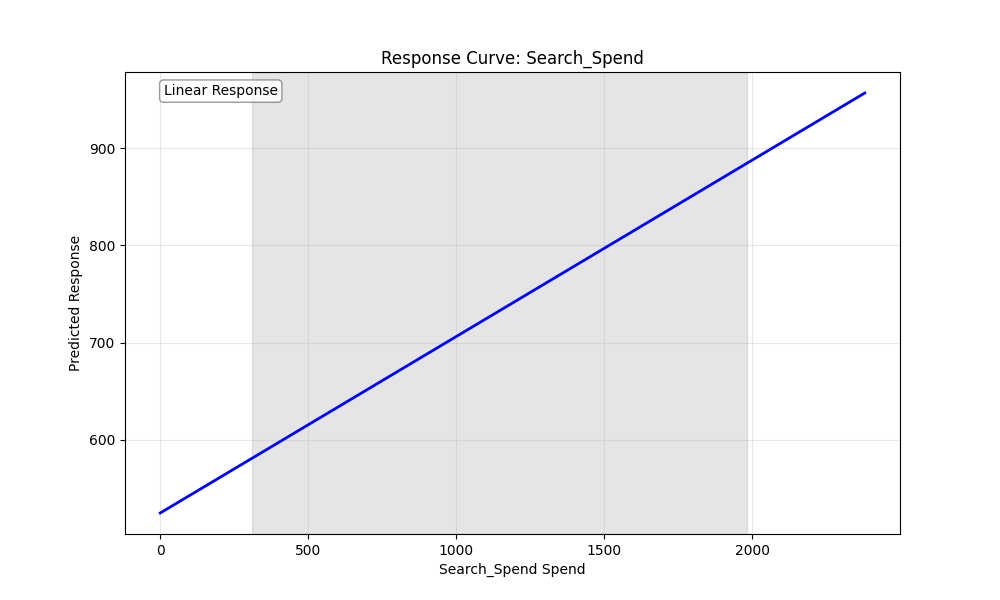 Response Curve: Search_Spend
Linear Response
900
800
700
600
Predicted Response
0
500
1000
1500
2000
Search_Spend Spend